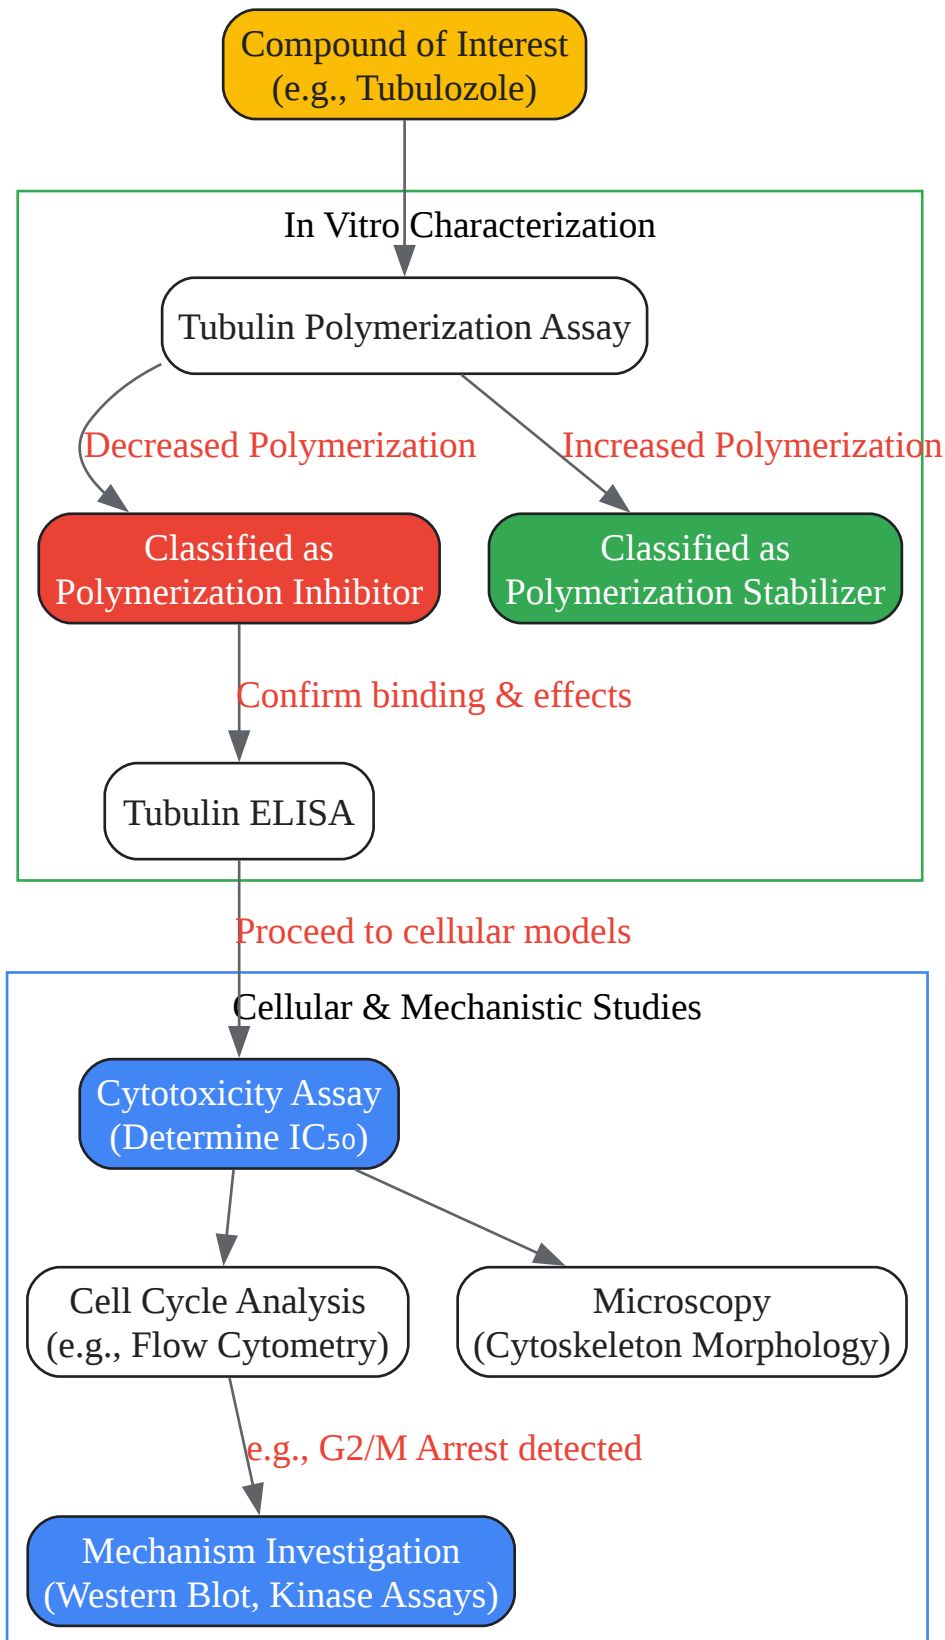 Compound of Interest
(e.g., Tubulozole)
In Vitro Characterization
Tubulin Polymerization Assay
Decreased Polymerization
Increased Polymerization
Classified as
Polymerization Inhibitor
Classified as
Polymerization Stabilizer
Confirm binding & effects
Tubulin ELISA
Proceed to cellular models
Cellular & Mechanistic Studies
Cytotoxicity Assay
(Determine IC₅₀)
Cell Cycle Analysis
(e.g., Flow Cytometry)
Microscopy
(Cytoskeleton Morphology)
e.g., G2/M Arrest detected
Mechanism Investigation
(Western Blot, Kinase Assays)